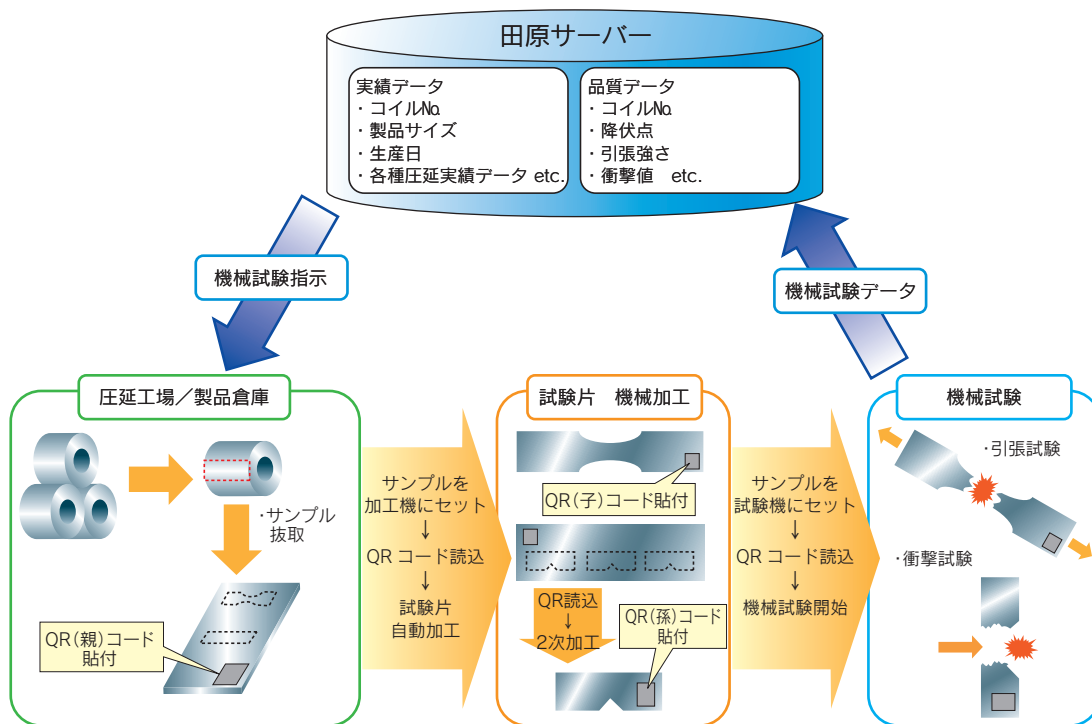 田原サーバー
実績データ
・コイルNo.
・製品サイズ
・生産日
・各種圧延実績データ etc.
品質データ
・コイルNo.
・降伏点
・引張強さ
・衝撃値　etc.
機械試験指示
機械試験データ
圧延工場／製品倉庫
・サンプル
抜取
QR(親)コード
貼付
サンプルを
加工機にセット
↓
QR コード読込
↓
試験片
自動加工
試験片　機械加工
QR(子)コード貼付
QR読込
↓
2次加工
QR(孫)コード
貼付
サンプルを
試験機にセット
↓
QR コード読込
↓
機械試験開始
機械試験
・引張試験
・衝撃試験